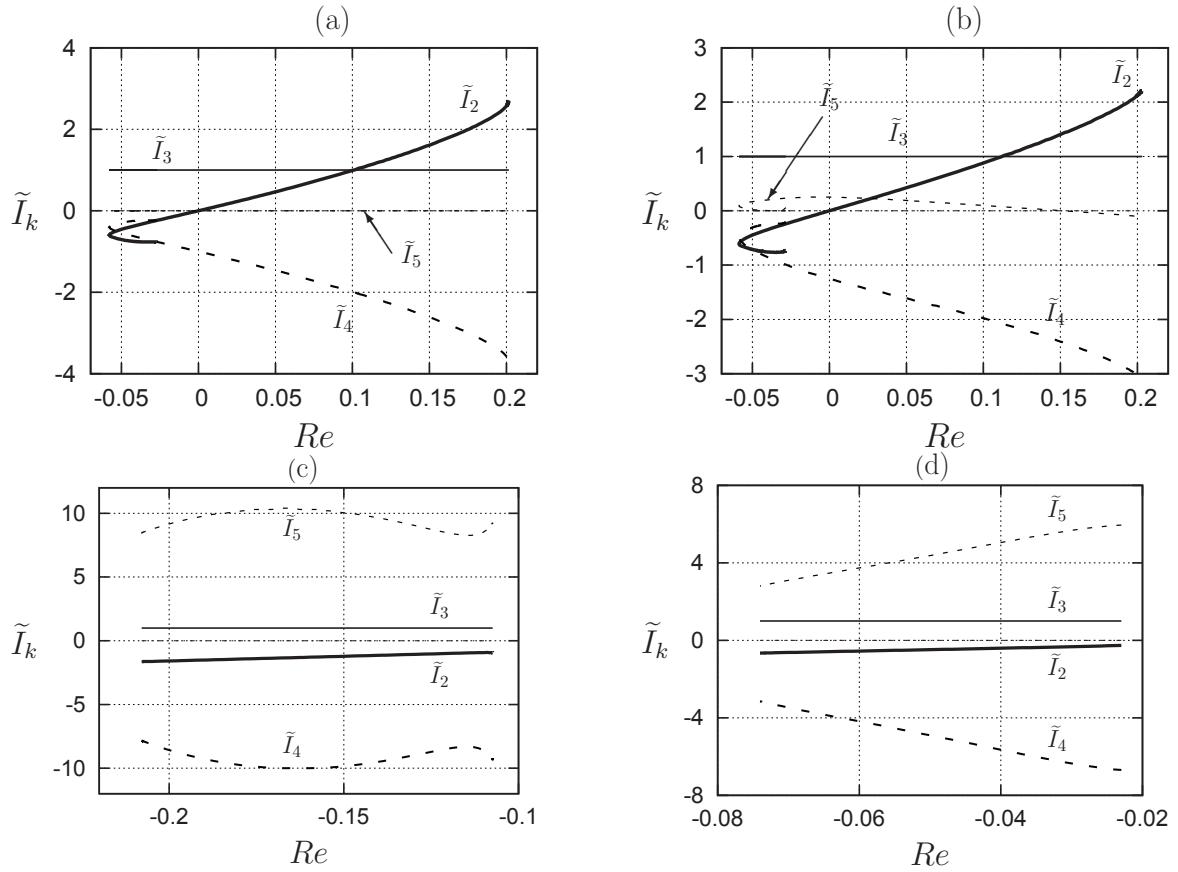 (a)
4
2
0
-2
-4
Ĩ₂
Ĩ₃
Ĩ₅
Ĩ₄
Ĩₖ
-0.05 0 0.05 0.1 0.15 0.2
Re
(b)
3
2
1
0
-1
-2
-3
Ĩ₂
Ĩ₅
Ĩ₃
Ĩ₄
Ĩₖ
-0.05 0 0.05 0.1 0.15 0.2
Re
(c)
10
5
0
-5
-10
Ĩ₅
Ĩ₃
Ĩ₂
Ĩ₄
Ĩₖ
-0.2 -0.15 -0.1
Re
(d)
8
4
0
-4
-8
Ĩ₅
Ĩ₃
Ĩ₂
Ĩ₄
Ĩₖ
-0.08 -0.06 -0.04 -0.02
Re